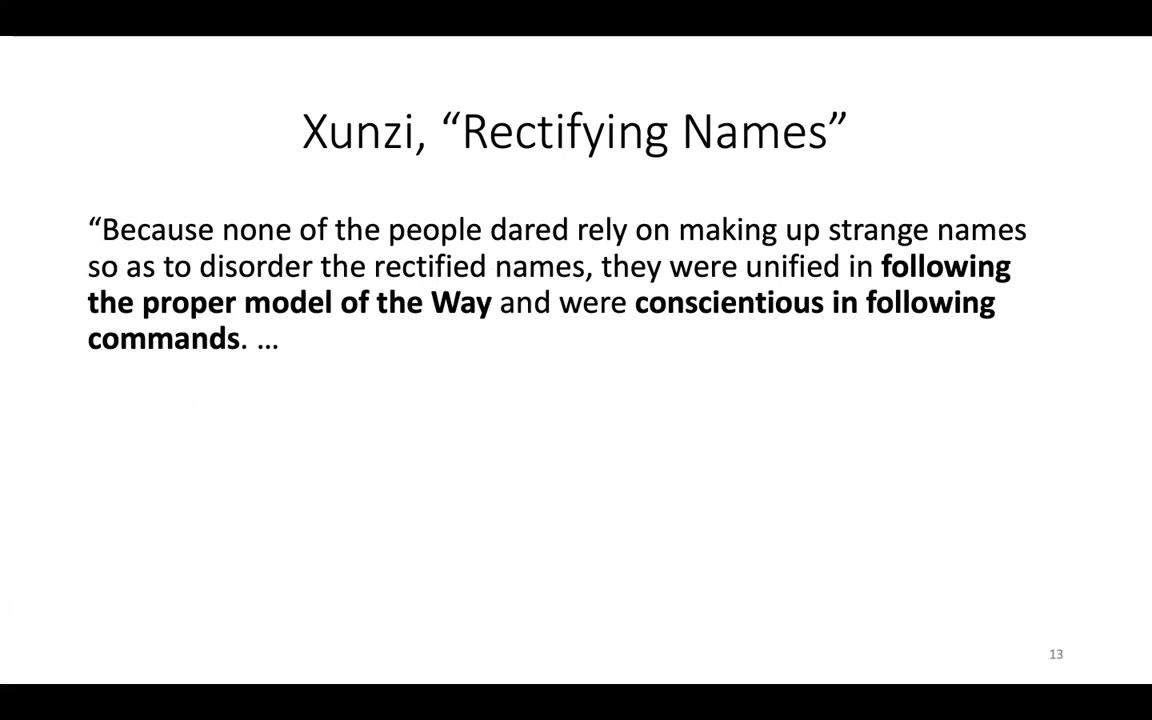 Xunzi, “Rectifying Names”
“Because none of the people dared rely on making up strange names
so as to disorder the rectified names, they were unified in following
the proper model of the Way and were conscientious in following
commands. …
13